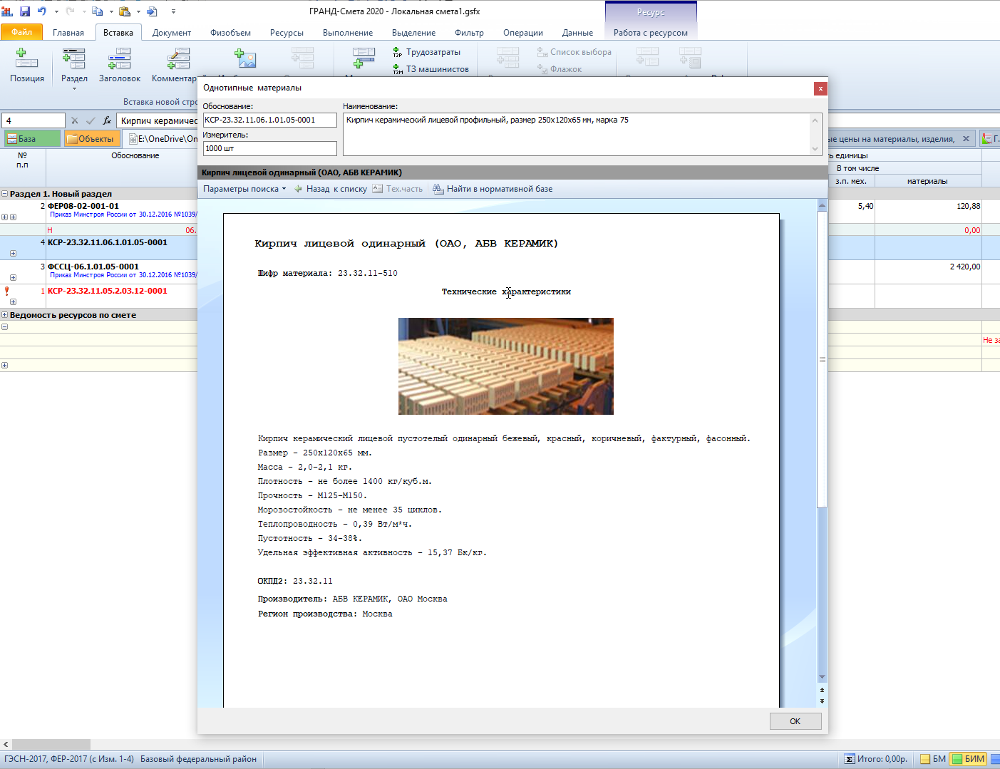 ГРАНД-Смета 2020 - Локальная смета1.gsfx
Ресурс
Файл Главная Вставка Документ Физобъем Ресурсы Выполнение Выделение Фильтр Операции Данные Работа с ресурсом
Трудозатраты Список выбора
Позиция Раздел Заголовок Комментар ТЗ машинистов Флажок
Вставка новой стро
Однотипные материалы
Обоснование: Наименование:
КСР-23.32.11.06.1.01.05-0001 Кирпич керамический лицевой профильный, размер 250х120х65 мм, марка 75
Измеритель:
1000 шт
4 Кирпич керамичес
База Объекты E:\OneDrive\On ые цены на материалы, изделия, Г.
№ п.п Обоснование ь единицы
В том числе
з.п. мех. материалы
Кирпич лицевой одинарный (ОАО, АБВ КЕРАМИК)
Параметры поиска Назад к списку Тех.часть Найти в нормативной базе
Раздел 1. Новый раздел
2 ФЕР08-02-001-01 5,40 120,88
Приказ Минстроя России от 30.12.2016 №1039/
Н 06. 0,00
4 КСР-23.32.11.06.1.01.05-0001
3 ФССЦ-06.1.01.05-0001 2 420,00
Приказ Минстроя России от 30.12.2016 №1039/
1 КСР-23.32.11.05.2.03.12-0001
Ведомость ресурсов по смете
Не за
Кирпич лицевой одинарный (ОАО, АБВ КЕРАМИК)
Шифр материала: 23.32.11-510
Технические характеристики
Кирпич керамический лицевой пустотелый одинарный бежевый, красный, коричневый, фактурный, фасонный.
Размер - 250х120х65 мм.
Масса - 2,0-2,1 кг.
Плотность - не более 1400 кг/куб.м.
Прочность - М125-М150.
Морозостойкость - не менее 35 циклов.
Теплопроводность - 0,39 Вт/м*ч.
Пустотность - 34-38%.
Удельная эффективная активность - 15,37 Бк/кг.
ОКПД2: 23.32.11
Производитель: АБВ КЕРАМИК, ОАО Москва
Регион производства: Москва
ОК
ГЭСН-2017, ФЕР-2017 (с Изм. 1-4) Базовый федеральный район Итого: 0,00р. БМ БИМ